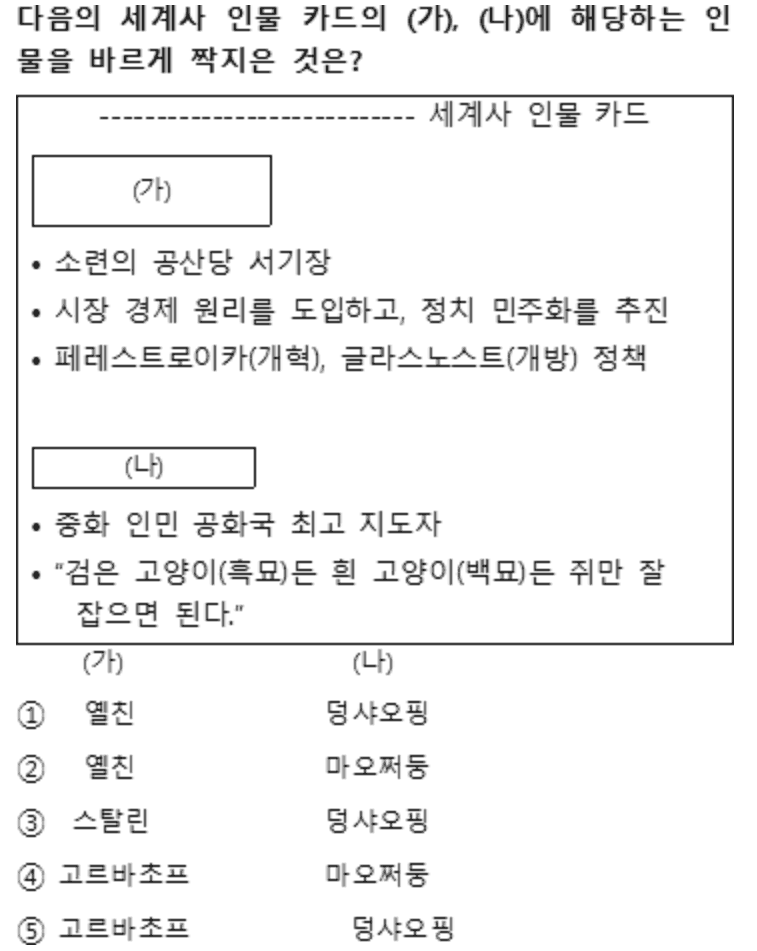 다음의 세계사 인물 카드의 (가), (나)에 해당하는 인
물을 바르게 짝지은 것은?
--------------------------- 세계사 인물 카드
(가)
• 소련의 공산당 서기장
• 시장 경제 원리를 도입하고, 정치 민주화를 추진
• 페레스트로이카(개혁), 글라스노스트(개방) 정책
(나)
• 중화 인민 공화국 최고 지도자
• "검은 고양이(흑묘)든 흰 고양이(백묘)든 쥐만 잘
잡으면 된다."
(가) (나)
① 옐친 덩샤오핑
② 옐친 마오쩌둥
③ 스탈린 덩샤오핑
④ 고르바초프 마오쩌둥
⑤ 고르바초프 덩샤오핑